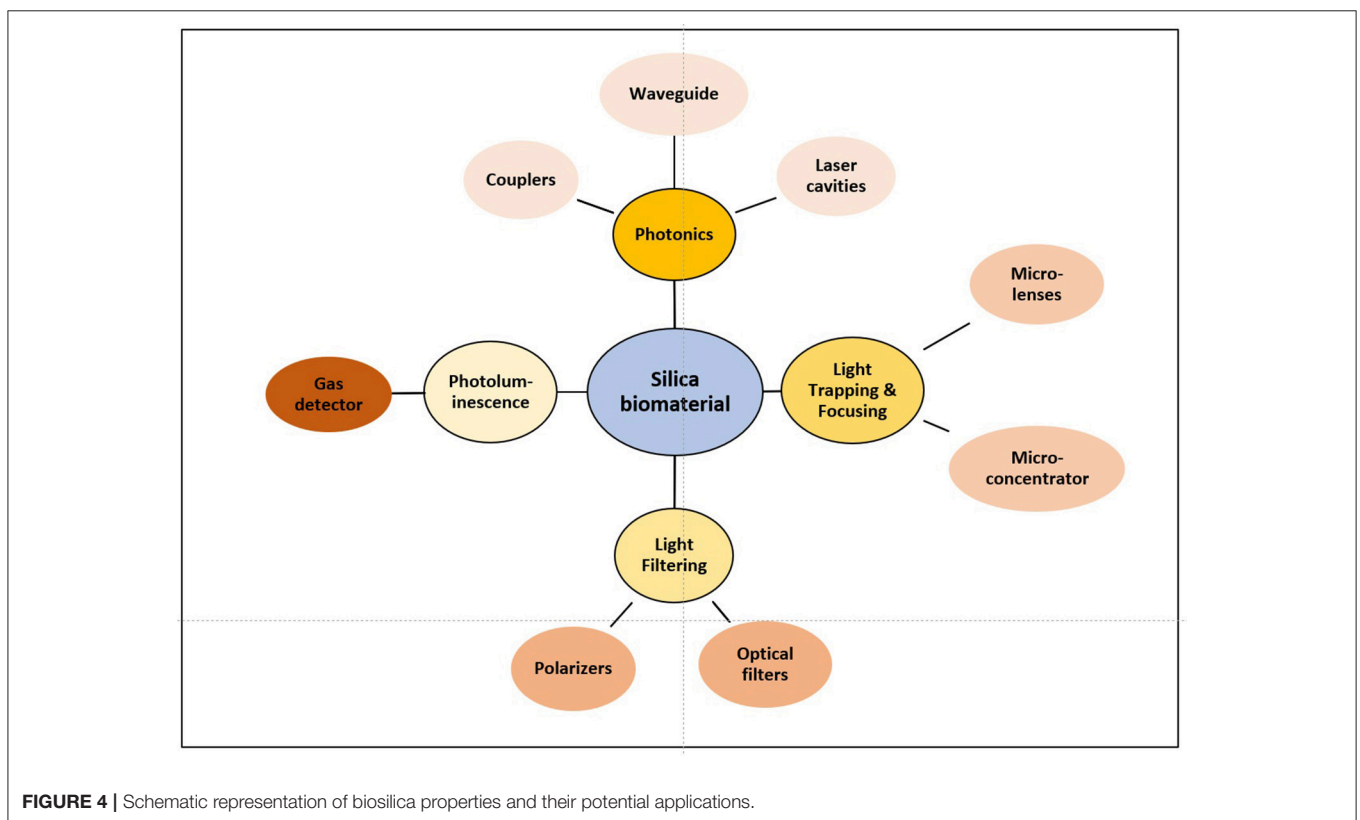 Waveguide
Couplers
Laser
cavities
Photonics
Micro-
lenses
Gas
detector
Photolum-
inescence
Silica
biomaterial
Light
Trapping &
Focusing
Micro-
concentrator
Light
Filtering
Polarizers
Optical
filters
FIGURE 4 | Schematic representation of biosilica properties and their potential applications.